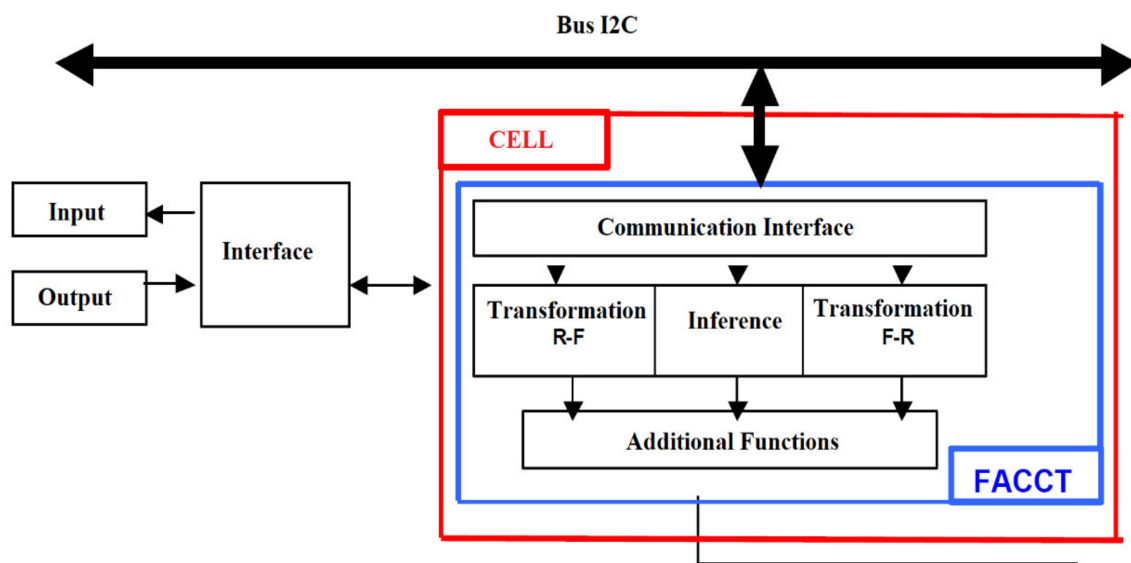 Bus I2C
CELL
Input
Interface
Output
Communication Interface
Transformation
R-F
Inference
Transformation
F-R
Additional Functions
FACCT